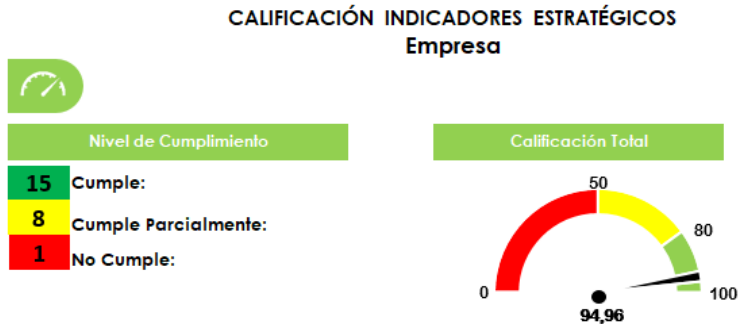 CALIFICACIÓN INDICADORES ESTRATÉGICOS
Empresa
Nivel de Cumplimiento
15 Cumple:
8 Cumple Parcialmente:
1 No Cumple:
Calificación Total
50
80
0
100
94,96